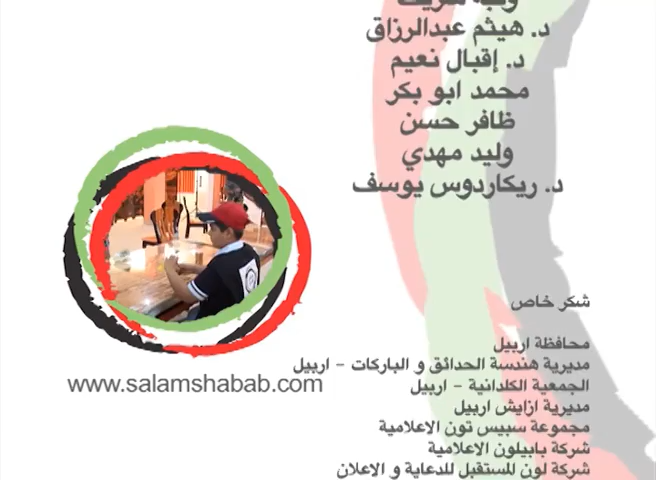 د. هيثم عبدالرزاق
د. إقبال نعيم
محمد ابو بكر
ظافر حسن
وليد مهدي
د. ريكاردوس يوسف
شكر خاص
محافظة اربيل
مديرية هندسة الحدائق و الباركات - اربيل
الجمعية الكلدانية - اربيل
مديرية ازايش اربيل
مجموعة سبيس تون الاعلامية
شركة بابيلون الاعلامية
شركة لون للمستقبل للدعاية و الاعلان
www.salamshabab.com